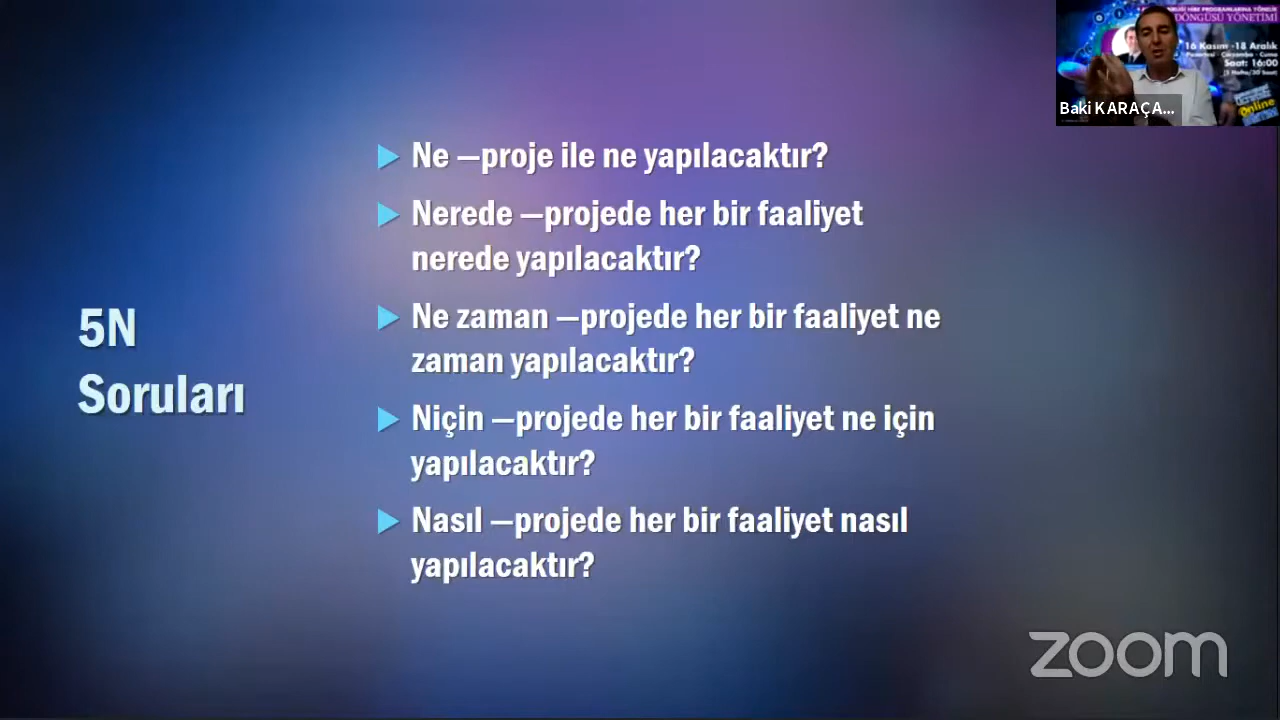 DÖNGÜSÜ YÖNETİMİ
16 Kasım -18 Aralık
Saat: 16:00
Online
Baki KARAÇA...
Ne –proje ile ne yapılacaktır?
Nerede –projede her bir faaliyet
nerede yapılacaktır?
Ne zaman –projede her bir faaliyet ne
zaman yapılacaktır?
5N
Soruları
Niçin –projede her bir faaliyet ne için
yapılacaktır?
Nasıl –projede her bir faaliyet nasıl
yapılacaktır?
zoom